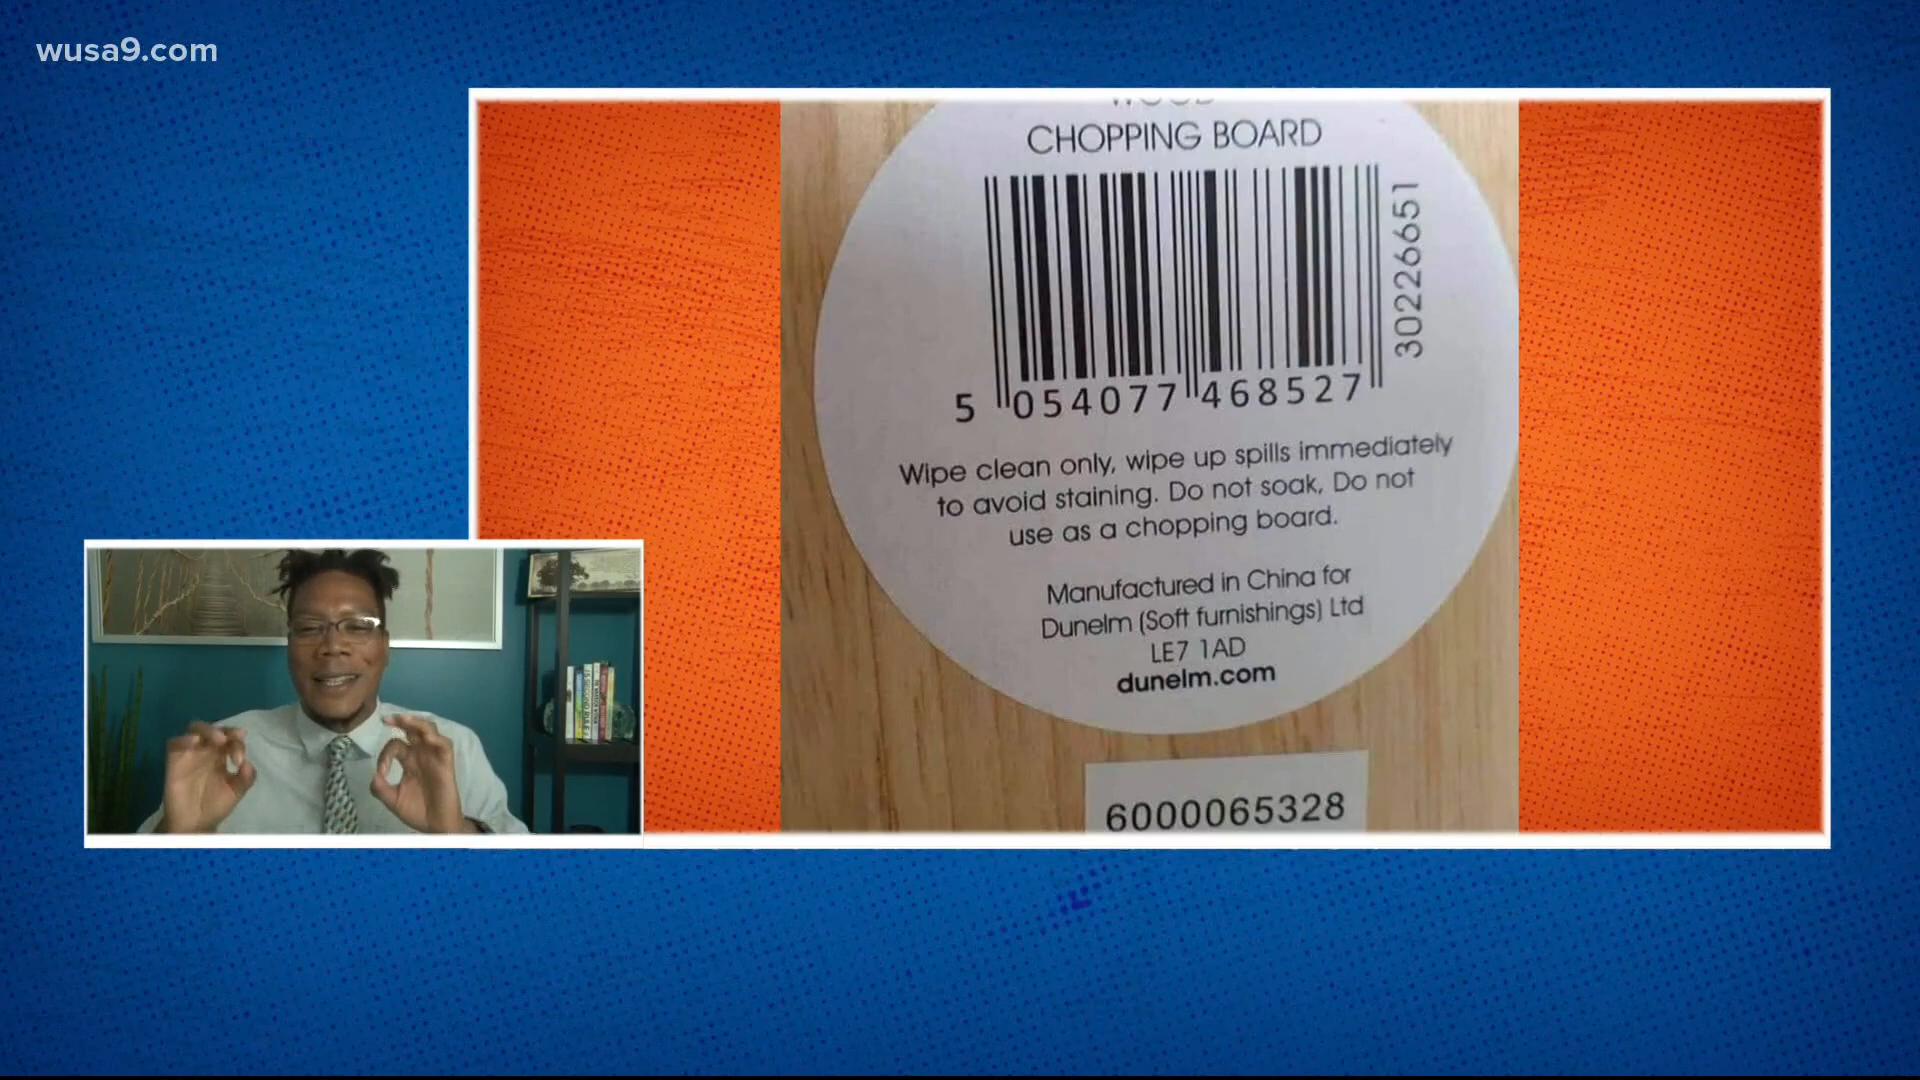 wusa9.com
WOOD
CHOPPING BOARD
30226651
5 054077 468527
Wipe clean only, wipe up spills immediately
to avoid staining. Do not soak, Do not
use as a chopping board.
Manufactured in China for
Dunelm (Soft furnishings) Ltd
LE7 1AD
dunelm.com
6000065328